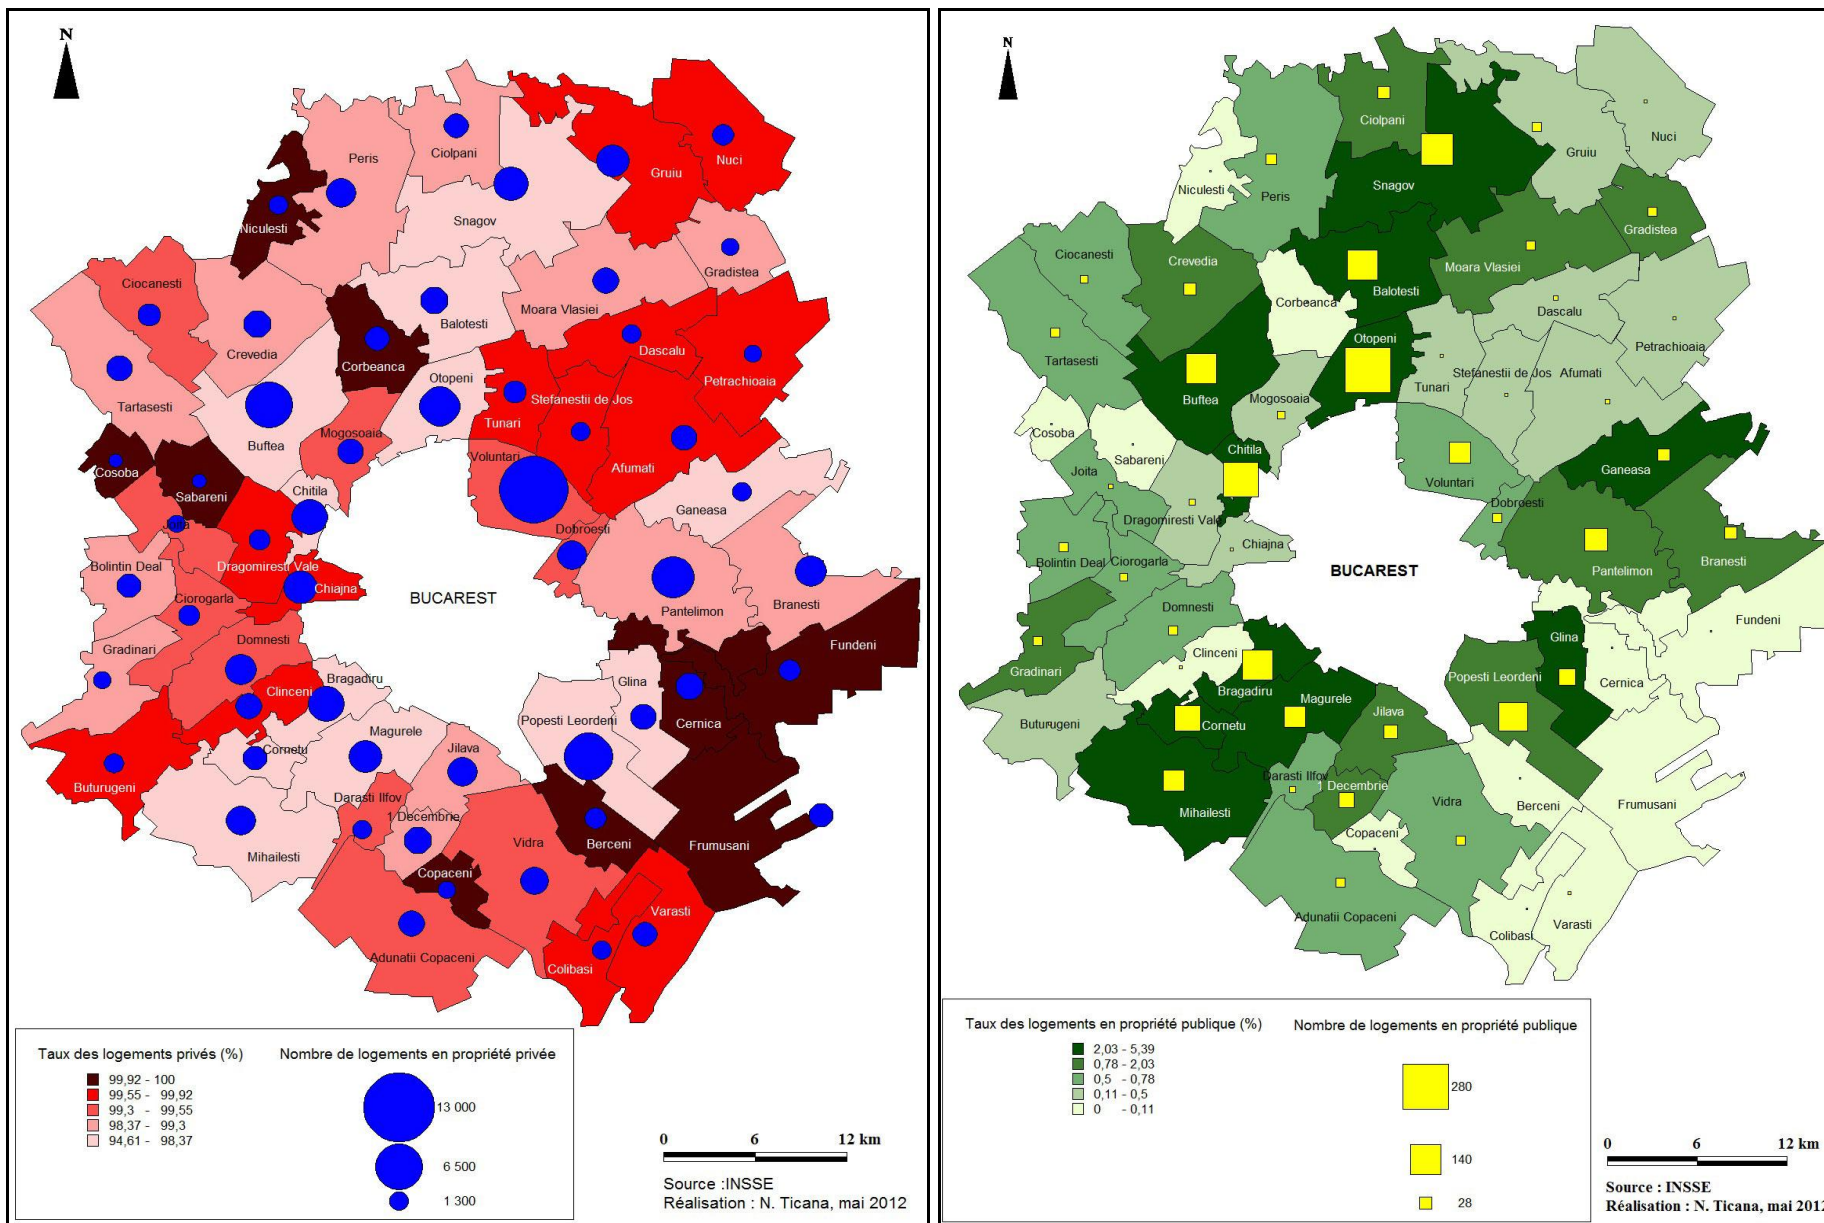 N
Peris
Ciolpani
Nuci
Gruiu
Snagov
Niculesti
Gradistea
Ciocanesti
Moara Vlasiei
Balotesti
Crevedia
Corbeanca
Dascalu
Petrachioaia
Otopeni
Tartasesti
Stefanestii de Jos
Tunari
Mogosoaia
Buftea
Voluntari
Afumati
Cosoba
Sabareni
Chitila
Ganeasa
Joita
Dobroesti
Bolintin Deal
Dragomiresti Vale
Chiajna
Ciorogarla
BUCAREST
Pantelimon
Branesti
Domnesti
Gradinari
Fundeni
Bragadiru
Glina
Clinceni
Popesti Leordeni
Cernica
Magurele
Cornetu
Jilava
Buturugeni
Darasti Ilfov
1 Decembrie
Vidra
Berceni
Frumusani
Mihailesti
Copaceni
Varasti
Adunatii Copaceni
Colibasi
Taux des logements privés (%)
99,92 - 100
99,55 - 99,92
99,3 - 99,55
98,37 - 99,3
94,61 - 98,37
Nombre de logements en propriété privée
13 000
6 500
1 300
0 6 12 km
Source :INSSE
Réalisation : N. Ticana, mai 2012
N
Ciolpani
Nuci
Gruiu
Snagov
Niculesti
Peris
Gradistea
Ciocanesti
Crevedia
Moara Vlasiei
Balotesti
Corbeanca
Dascalu
Otopeni
Petrachioaia
Tartasesti
Stefanestii de Jos
Afumati
Tunari
Buftea
Mogosoaia
Cosoba
Sabareni
Chitila
Joita
Voluntari
Ganeasa
Dobroesti
Dragomiresti Vale
Chiajna
Bolintin Deal
Ciorogarla
BUCAREST
Pantelimon
Branesti
Domnesti
Fundeni
Glina
Clinceni
Gradinari
Popesti Leordeni
Cernica
Bragadiru
Magurele
Buturugeni
Cornetu
Jilava
Darasti Ilfov
1 Decembrie
Vidra
Berceni
Frumusani
Mihailesti
Copaceni
Adunatii Copaceni
Colibasi
Varasti
Taux des logements en propriété publique (%)
2,03 - 5,39
0,78 - 2,03
0,5 - 0,78
0,11 - 0,5
0 - 0,11
Nombre de logements en propriété publique
280
140
28
0 6 12 km
Source : INSSE
Réalisation : N. Ticana, mai 2012